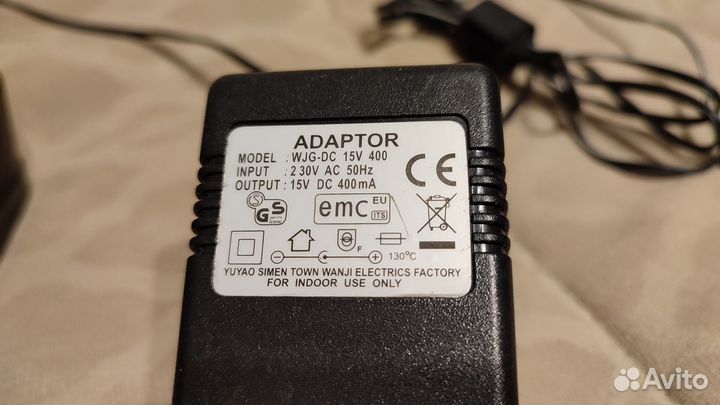 ADAPTOR
MODEL : WJG-DC 15V 400
INPUT : 230V AC 50Hz
OUTPUT : 15V DC 400mA
CE
S GS
emc EU ITS
F
- + 130°C
YUYAO SIMEN TOWN WANJI ELECTRICS FACTORY
FOR INDOOR USE ONLY
Avito